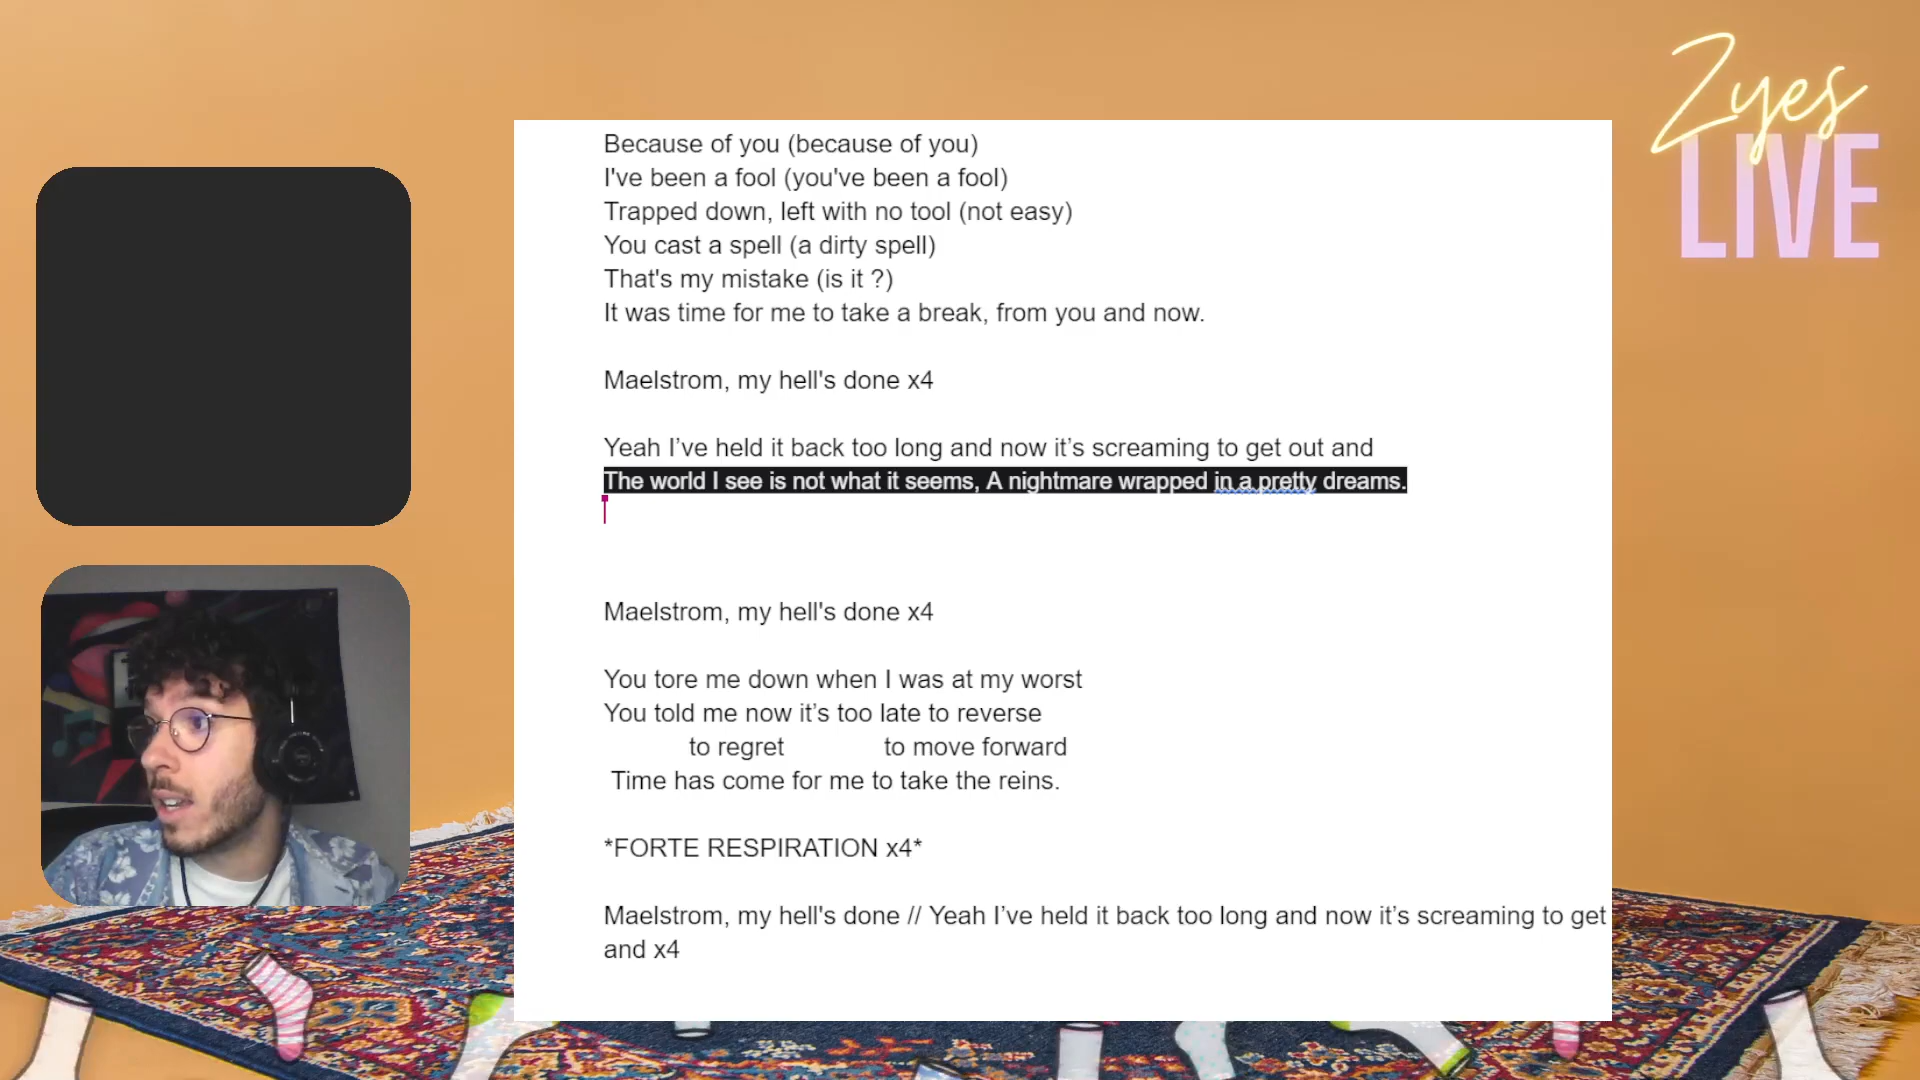 Zyes
LIVE
Because of you (because of you)
I've been a fool (you've been a fool)
Trapped down, left with no tool (not easy)
You cast a spell (a dirty spell)
That's my mistake (is it ?)
It was time for me to take a break, from you and now.
Maelstrom, my hell's done x4
Yeah I’ve held it back too long and now it’s screaming to get out and
The world I see is not what it seems, A nightmare wrapped in a pretty dreams.
Maelstrom, my hell's done x4
You tore me down when I was at my worst
You told me now it’s too late to reverse
to regret to move forward
Time has come for me to take the reins.
*FORTE RESPIRATION x4*
Maelstrom, my hell's done // Yeah I’ve held it back too long and now it’s screaming to get
and x4